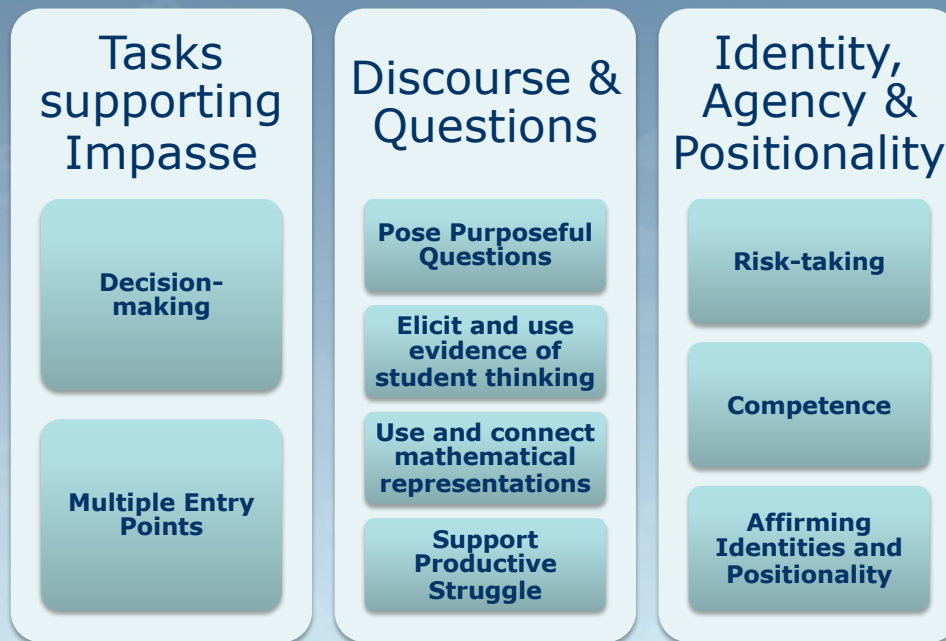 Tasks
supporting
Impasse
Decision-
making
Multiple Entry
Points
Discourse &
Questions
Pose Purposeful
Questions
Elicit and use
evidence of
student thinking
Use and connect
mathematical
representations
Support
Productive
Struggle
Identity,
Agency &
Positionality
Risk-taking
Competence
Affirming
Identities and
Positionality